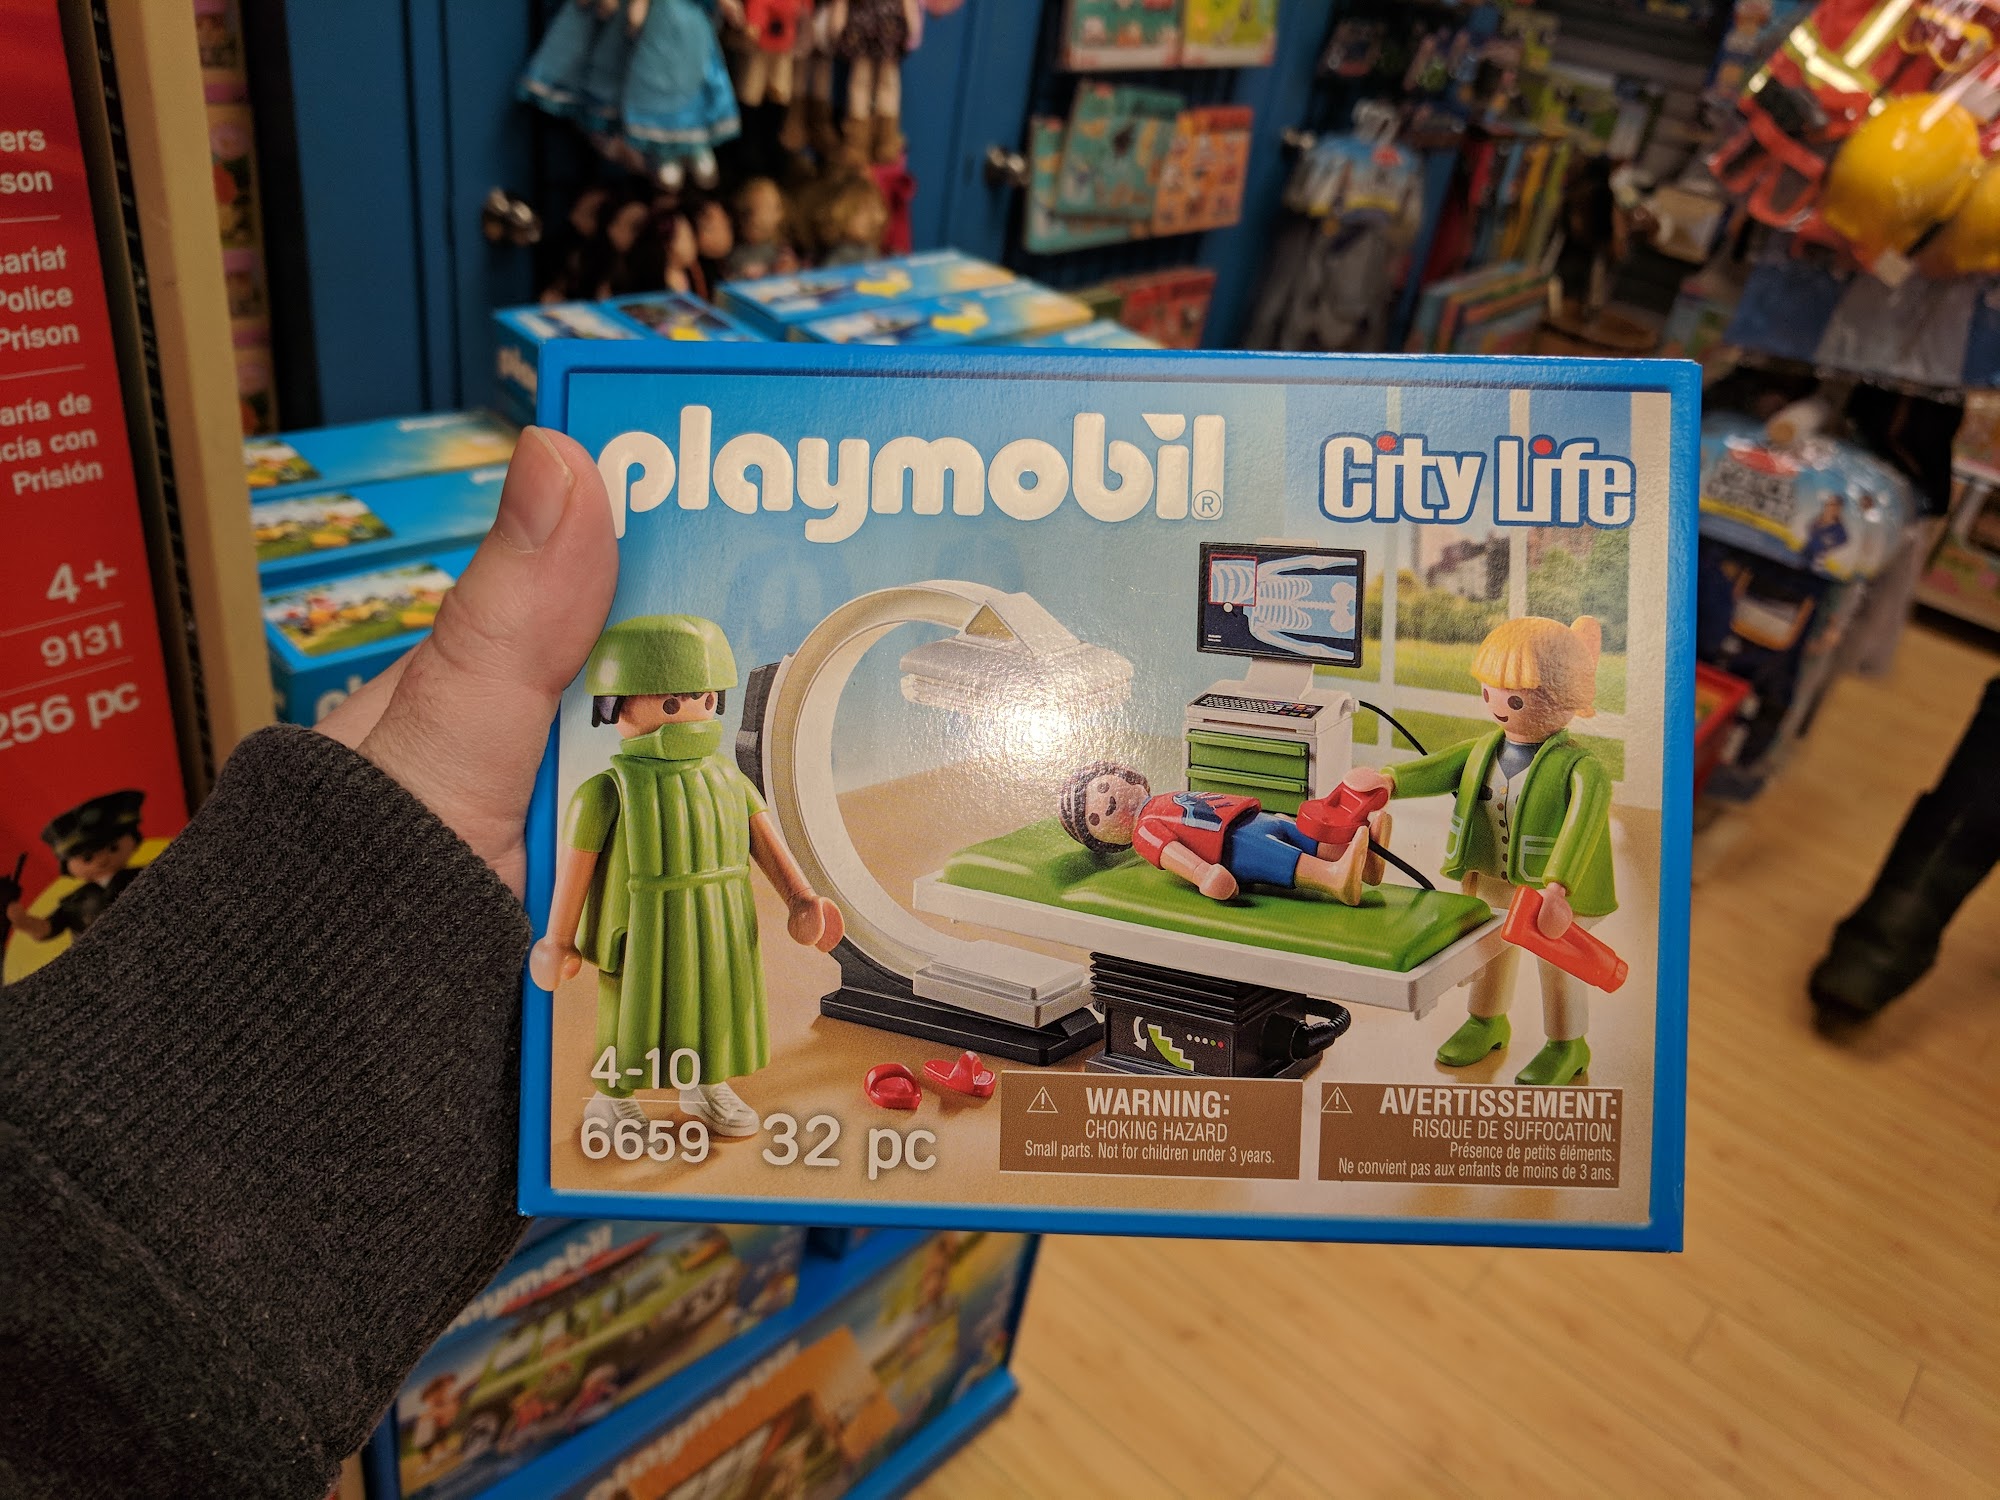 ers
son
sariat
Police
Prison
aría de
cía con
Prisión
4+
9131
256 pc
playmobil®
City Life
4-10
6659
32 pc
WARNING:
CHOKING HAZARD
Small parts. Not for children under 3 years.
AVERTISSEMENT:
RISQUE DE SUFFOCATION.
Présence de petits éléments.
Ne convient pas aux enfants de moins de 3 ans.
playmobil
playmobil